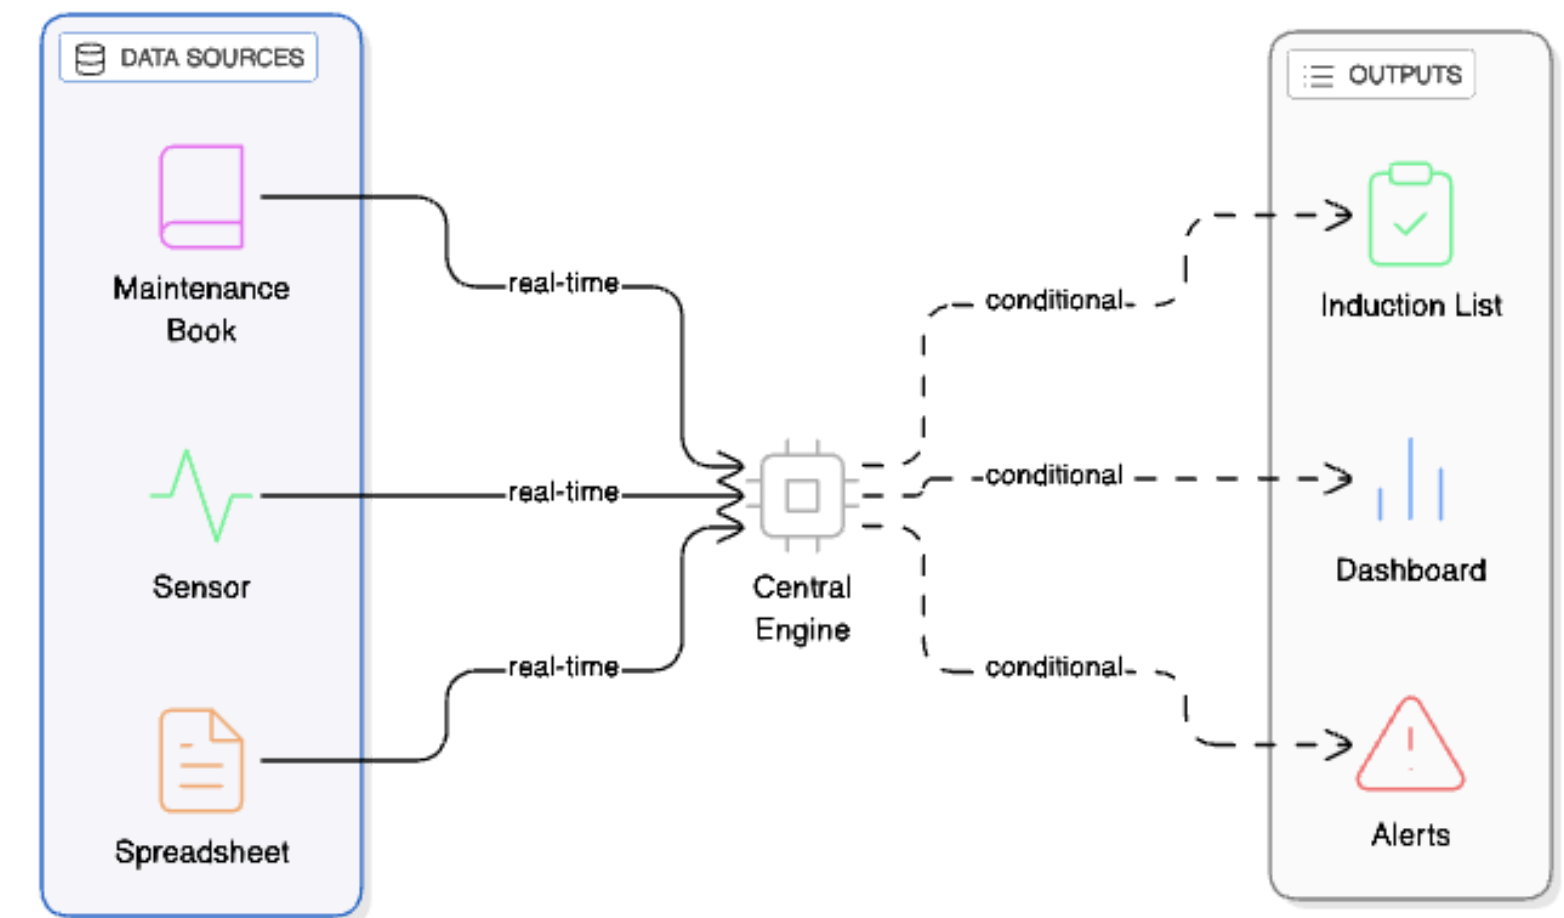 DATA SOURCES
Maintenance
Book
Sensor
Spreadsheet
real-time
real-time
real-time
Central
Engine
conditional
conditional
conditional
OUTPUTS
Induction List
Dashboard
Alerts